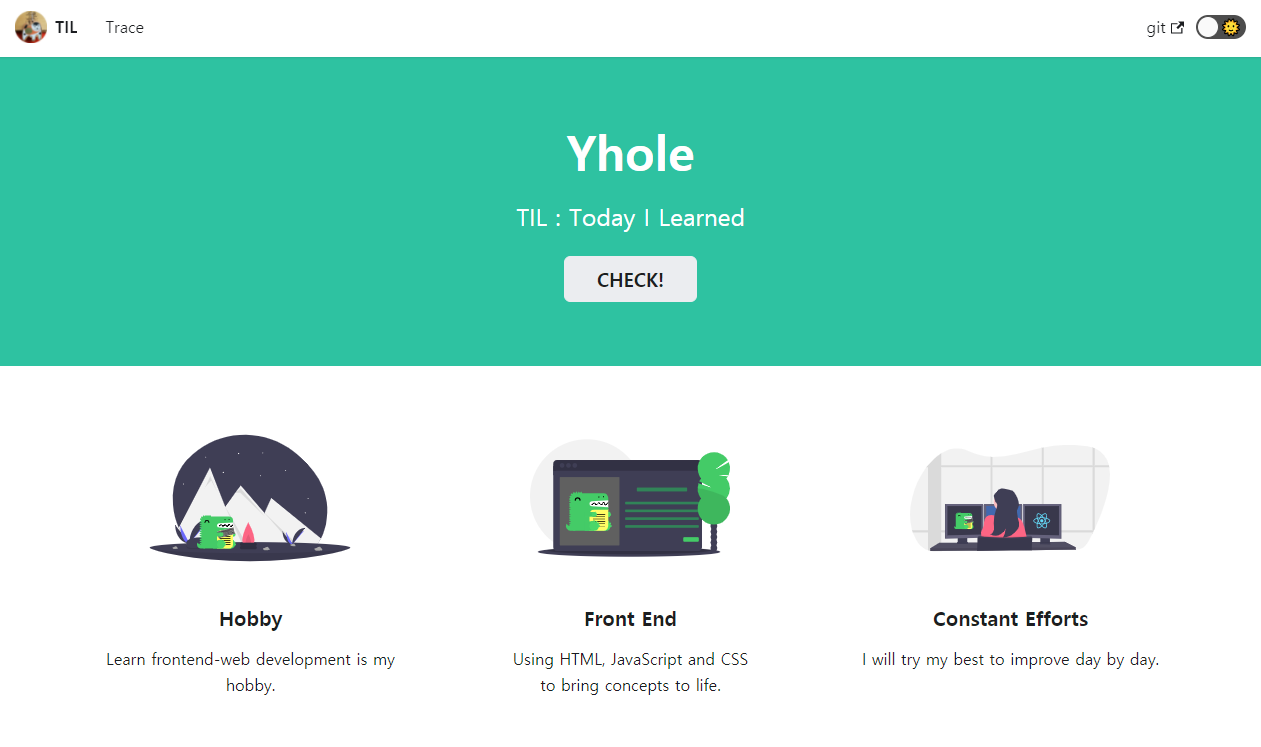 TIL Trace git
Yhole
TIL : Today I Learned
CHECK!
Hobby Front End Constant Efforts
Learn frontend-web development is my
hobby.
Using HTML, JavaScript and CSS
to bring concepts to life.
I will try my best to improve day by day.